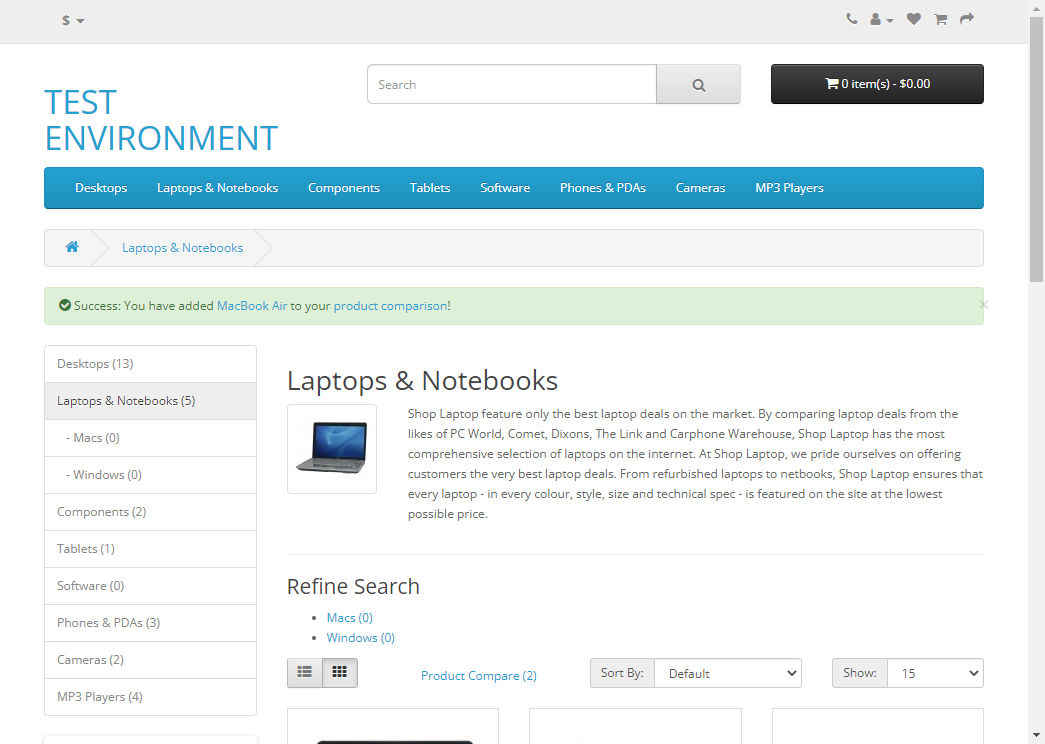 $
Search
0 item(s) - $0.00
TEST
ENVIRONMENT
Desktops
Laptops & Notebooks
Components
Tablets
Software
Phones & PDAs
Cameras
MP3 Players
Laptops & Notebooks
Success: You have added MacBook Air to your product comparison!
×
Desktops (13)
Laptops & Notebooks (5)
- Macs (0)
- Windows (0)
Components (2)
Tablets (1)
Software (0)
Phones & PDAs (3)
Cameras (2)
MP3 Players (4)
Laptops & Notebooks
Shop Laptop feature only the best laptop deals on the market. By comparing laptop deals from the
likes of PC World, Comet, Dixons, The Link and Carphone Warehouse, Shop Laptop has the most
comprehensive selection of laptops on the internet. At Shop Laptop, we pride ourselves on offering
customers the very best laptop deals. From refurbished laptops to netbooks, Shop Laptop ensures that
every laptop - in every colour, style, size and technical spec - is featured on the site at the lowest
possible price.
Refine Search
Macs (0)
Windows (0)
Product Compare (2)
Sort By:
Default
Show:
15